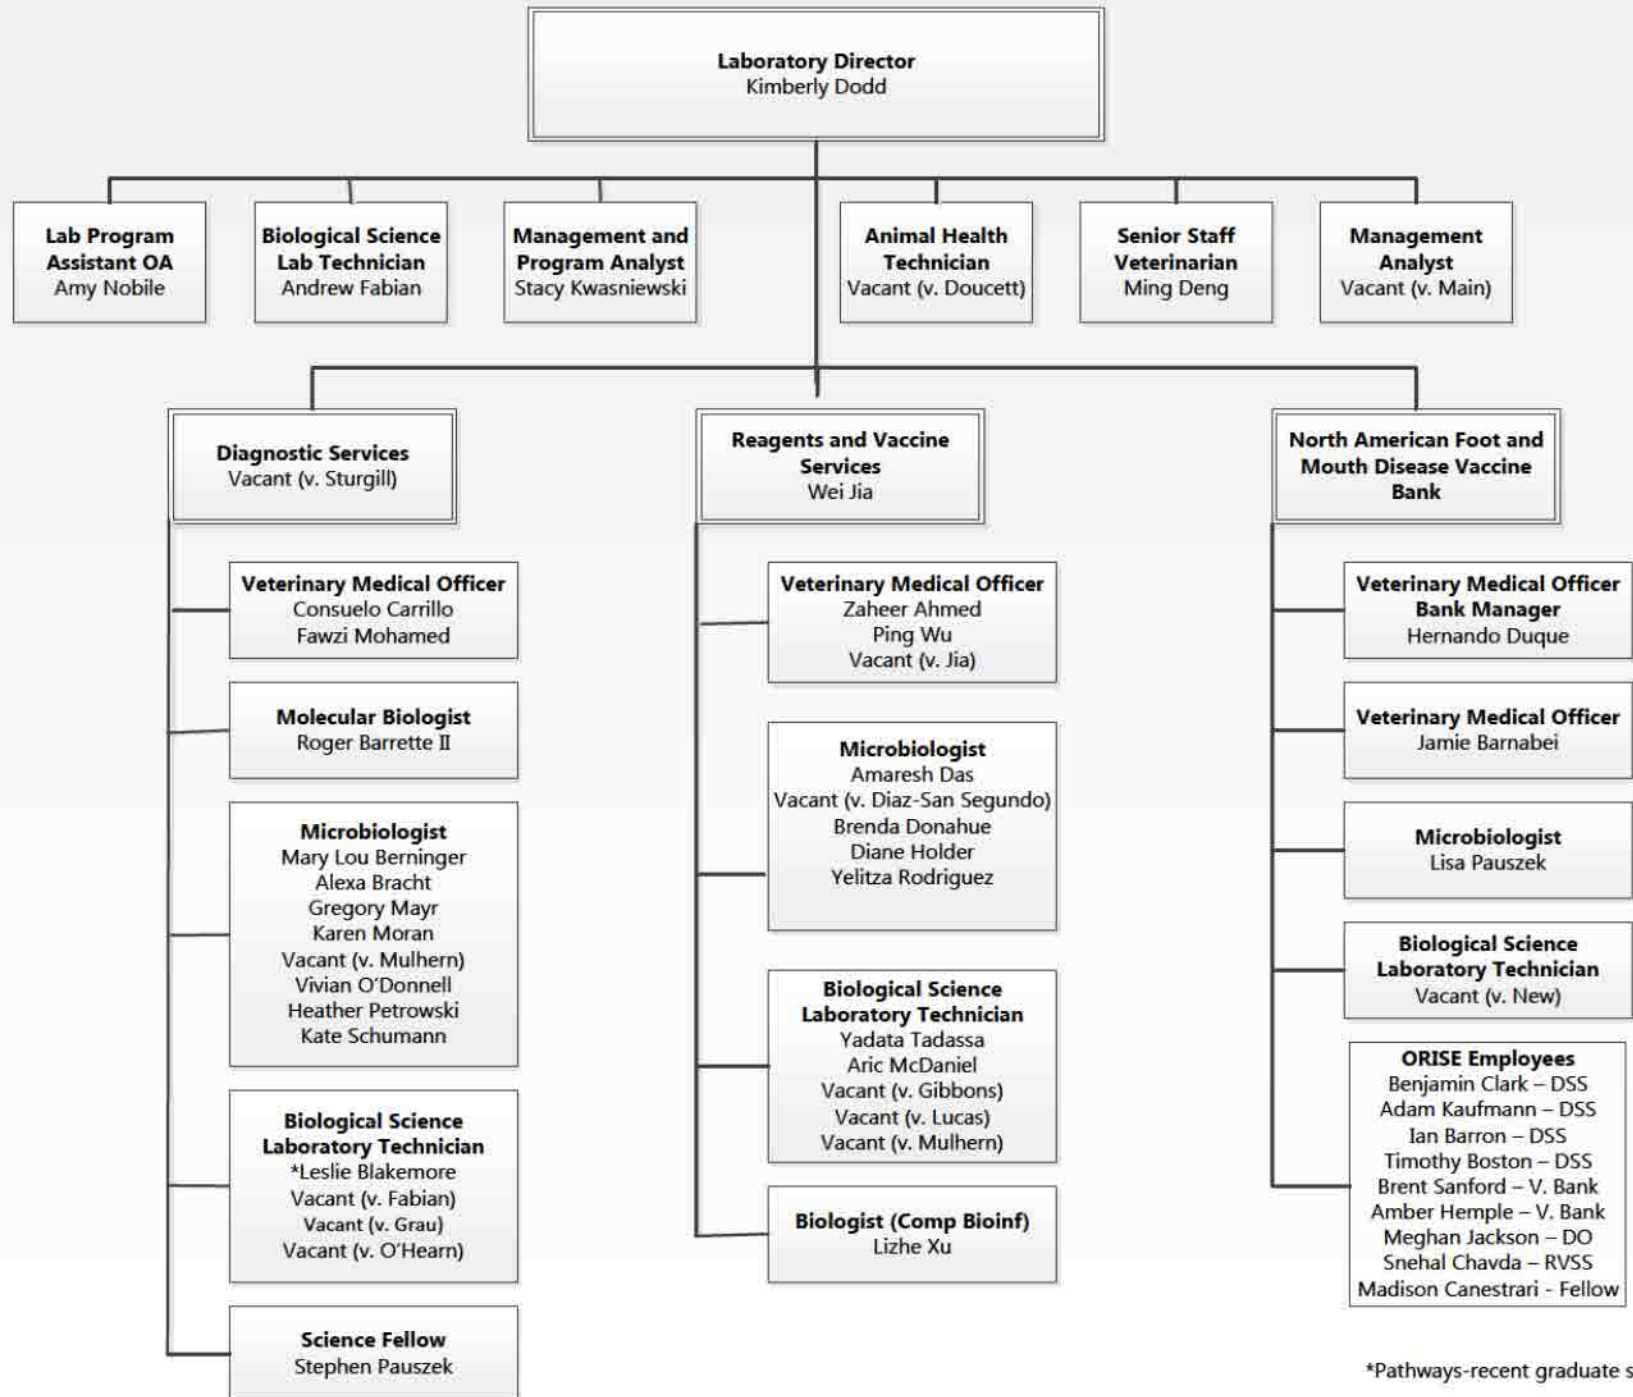 Laboratory Director
Kimberly Dodd
Lab Program
Assistant OA
Amy Nobile
Biological Science
Lab Technician
Andrew Fabian
Management and
Program Analyst
Stacy Kwasniewski
Animal Health
Technician
Vacant (v. Doucett)
Senior Staff
Veterinarian
Ming Deng
Management
Analyst
Vacant (v. Main)
Diagnostic Services
Vacant (v. Sturgill)
Veterinary Medical Officer
Consuelo Carrillo
Fawzi Mohamed
Molecular Biologist
Roger Barrette II
Microbiologist
Mary Lou Berninger
Alexa Bracht
Gregory Mayr
Karen Moran
Vacant (v. Mulhern)
Vivian O'Donnell
Heather Petrowski
Kate Schumann
Biological Science
Laboratory Technician
*Leslie Blakemore
Vacant (v. Fabian)
Vacant (v. Grau)
Vacant (v. O'Hearn)
Science Fellow
Stephen Pauszek
Reagents and Vaccine
Services
Wei Jia
Veterinary Medical Officer
Zaheer Ahmed
Ping Wu
Vacant (v. Jia)
Microbiologist
Amaresh Das
Vacant (v. Diaz-San Segundo)
Brenda Donahue
Diane Holder
Yelitza Rodriguez
Biological Science
Laboratory Technician
Yadata Tadassa
Aric McDaniel
Vacant (v. Gibbons)
Vacant (v. Lucas)
Vacant (v. Mulhern)
Biologist (Comp Bioinf)
Lizhe Xu
North American Foot and
Mouth Disease Vaccine
Bank
Veterinary Medical Officer
Bank Manager
Hernando Duque
Veterinary Medical Officer
Jamie Barnabei
Microbiologist
Lisa Pauszek
Biological Science
Laboratory Technician
Vacant (v. New)
ORISE Employees
Benjamin Clark – DSS
Adam Kaufmann – DSS
Ian Barron – DSS
Timothy Boston – DSS
Brent Sanford – V. Bank
Amber Hemple – V. Bank
Meghan Jackson – DO
Snehal Chavda – RVSS
Madison Canestrari - Fellow
*Pathways-recent graduate s